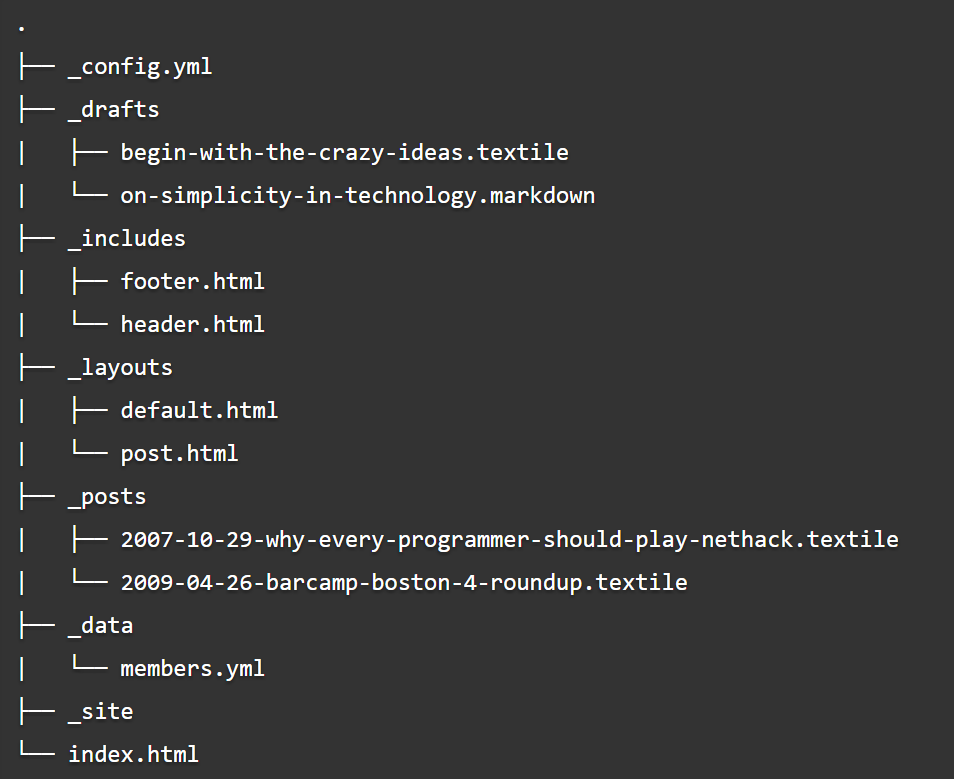 .
├── _config.yml
├── _drafts
│   ├── begin-with-the-crazy-ideas.textile
│   └── on-simplicity-in-technology.markdown
├── _includes
│   ├── footer.html
│   └── header.html
├── _layouts
│   ├── default.html
│   └── post.html
├── _posts
│   ├── 2007-10-29-why-every-programmer-should-play-nethack.textile
│   └── 2009-04-26-barcamp-boston-4-roundup.textile
├── _data
│   └── members.yml
├── _site
└── index.html